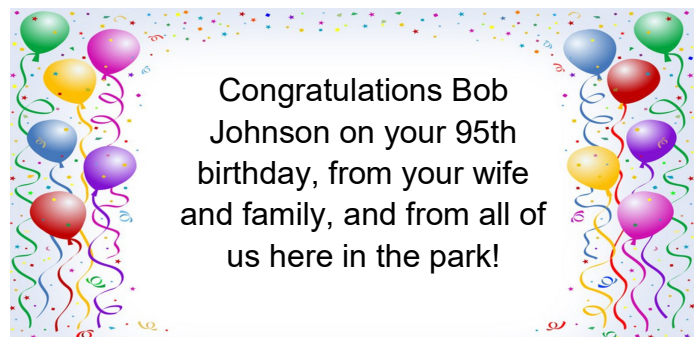 Congratulations Bob
Johnson on your 95th
birthday, from your wife
and family, and from all of
us here in the park!